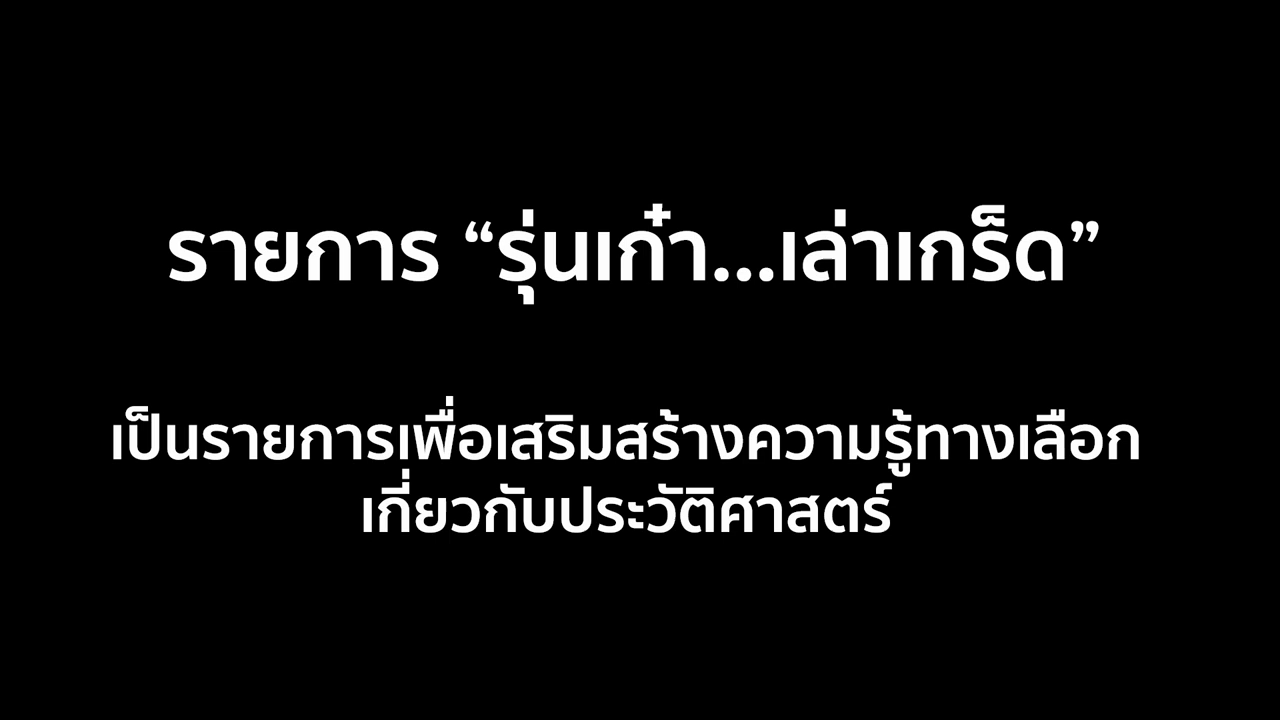 รายการ “รุ่นเก๋า...เล่าเกร็ด”
เป็นรายการเพื่อเสริมสร้างความรู้ทางเลือก
เกี่ยวกับประวัติศาสตร์